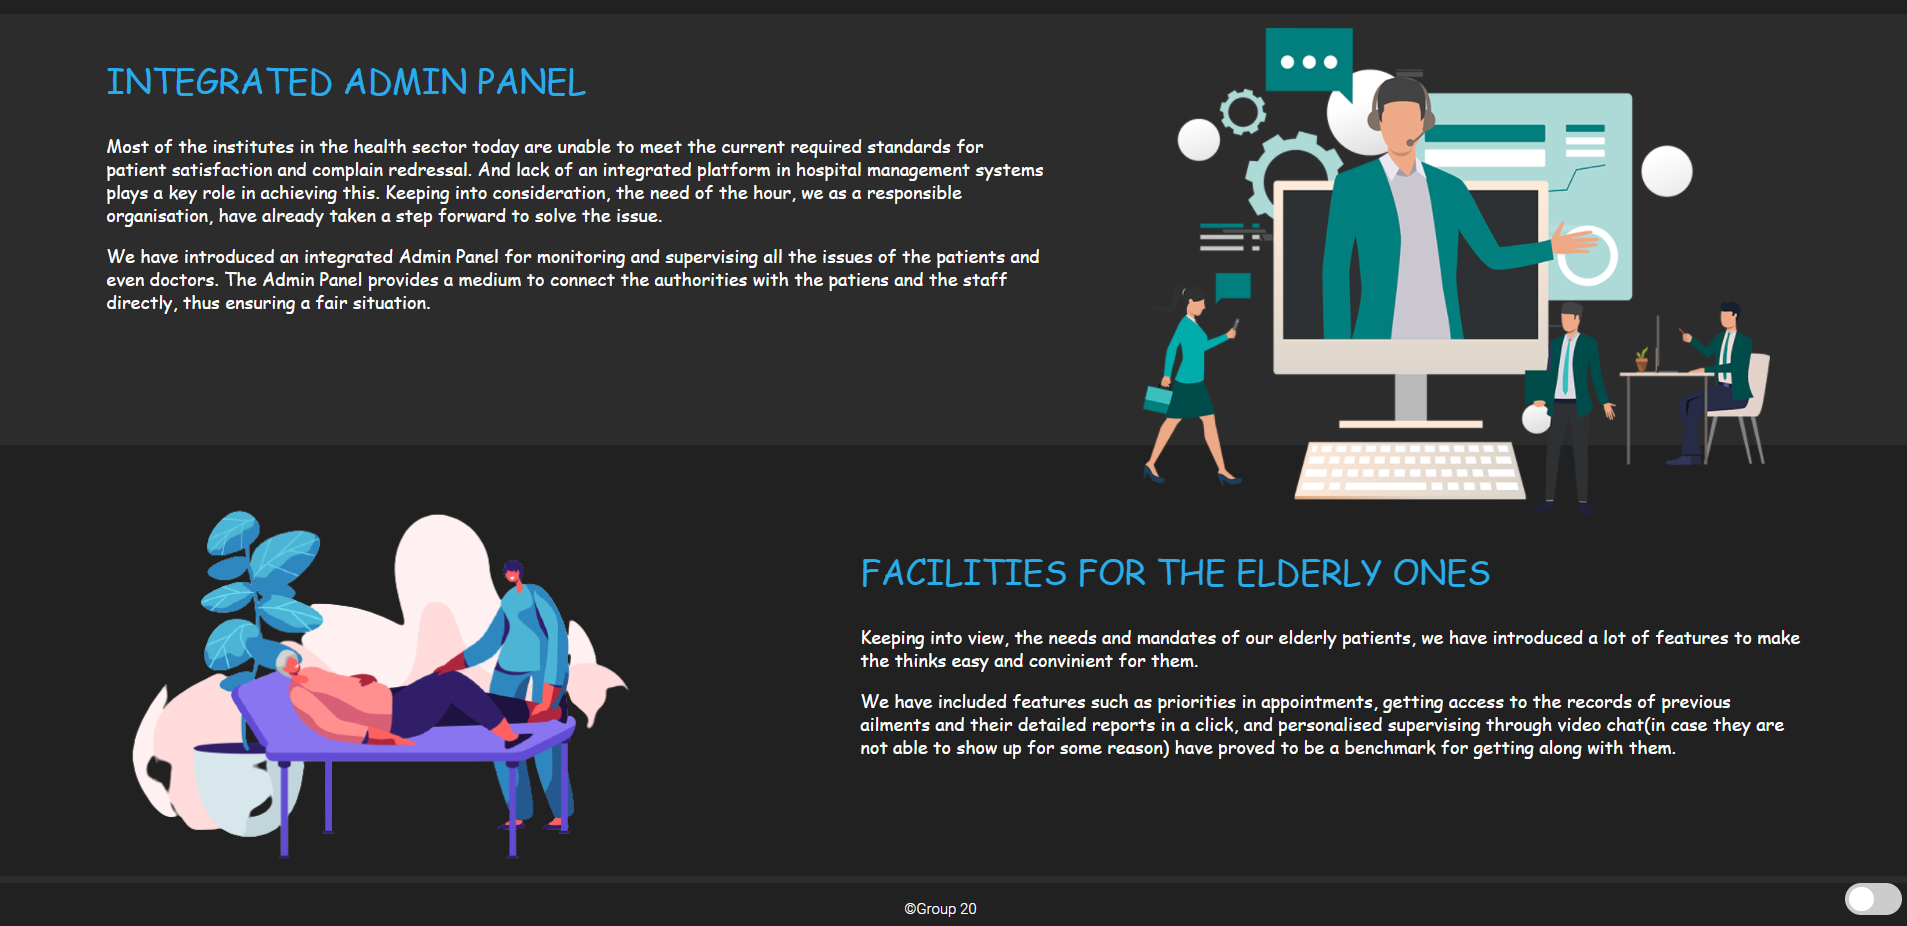 INTEGRATED ADMIN PANEL
Most of the institutes in the health sector today are unable to meet the current required standards for
patient satisfaction and complain redressal. And lack of an integrated platform in hospital management systems
plays a key role in achieving this. Keeping into consideration, the need of the hour, we as a responsible
organisation, have already taken a step forward to solve the issue.
We have introduced an integrated Admin Panel for monitoring and supervising all the issues of the patients and
even doctors. The Admin Panel provides a medium to connect the authorities with the patiens and the staff
directly, thus ensuring a fair situation.
FACILITIES FOR THE ELDERLY ONES
Keeping into view, the needs and mandates of our elderly patients, we have introduced a lot of features to make
the thinks easy and convinient for them.
We have included features such as priorities in appointments, getting access to the records of previous
ailments and their detailed reports in a click, and personalised supervising through video chat(in case they are
not able to show up for some reason) have proved to be a benchmark for getting along with them.
©Group 20